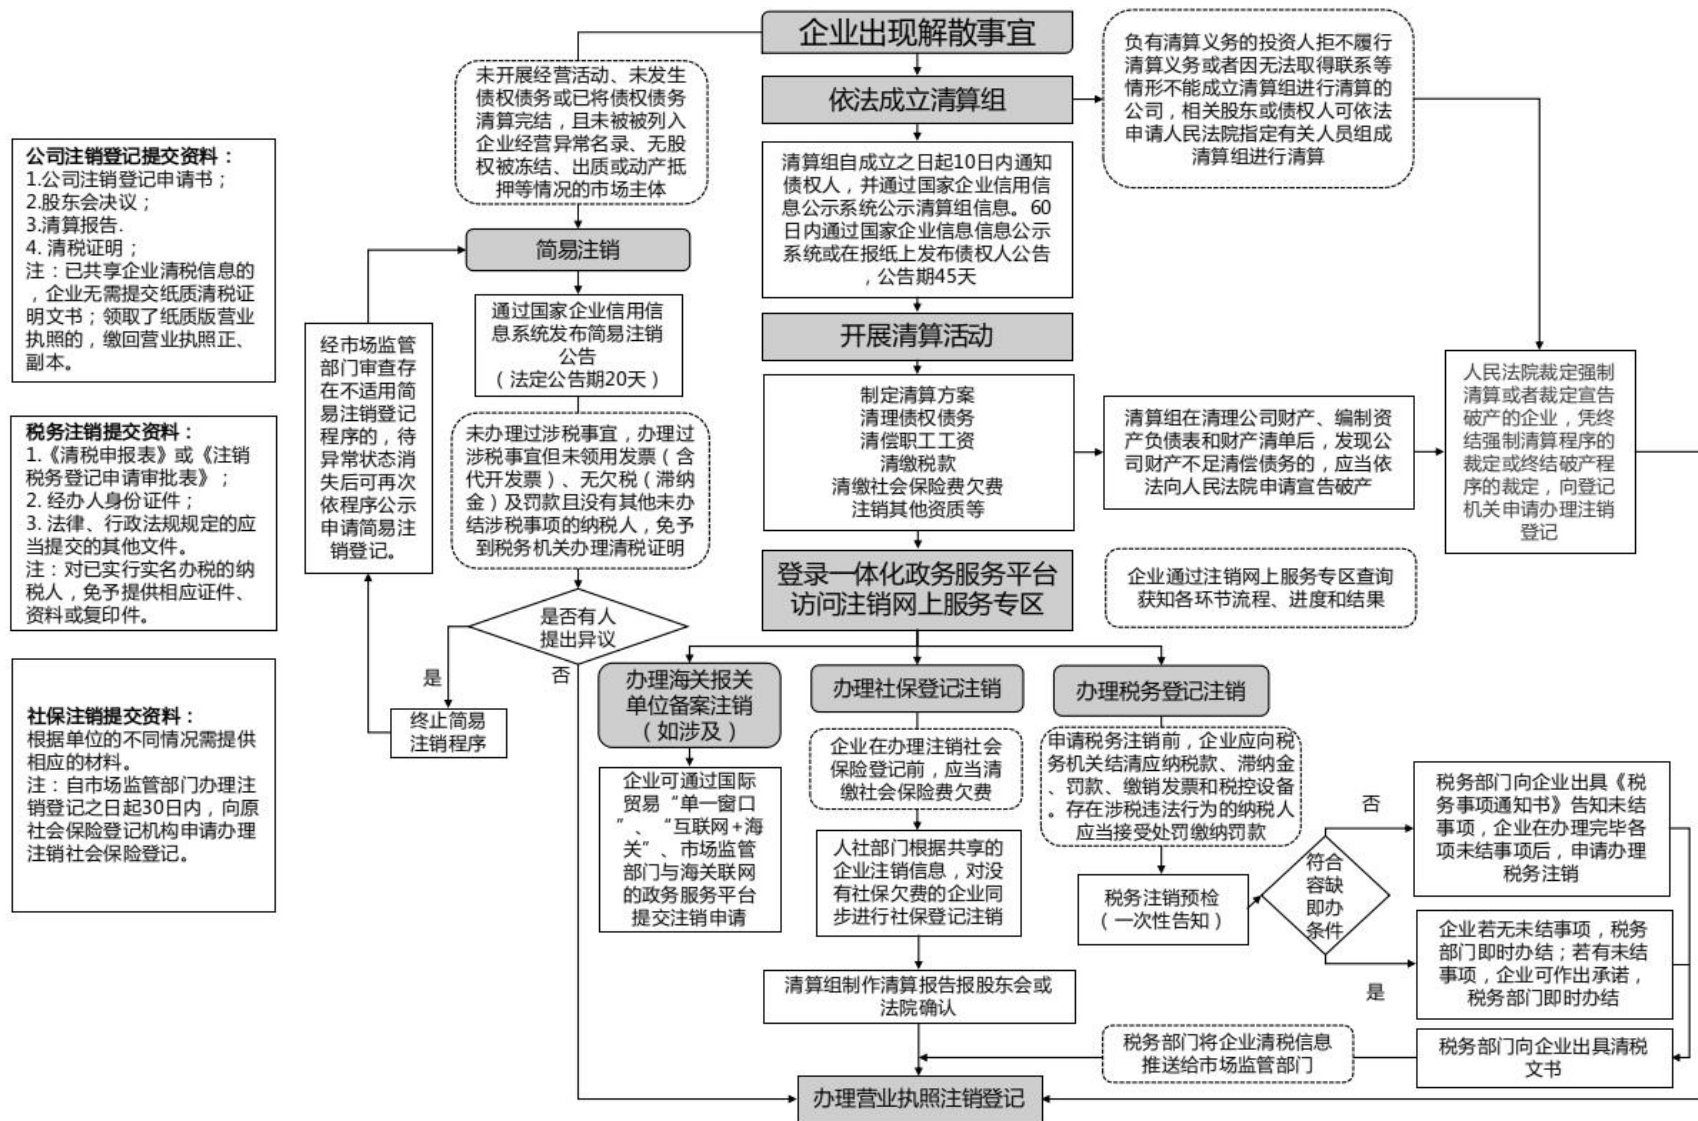 企业出现解散事宜
依法成立清算组
负有清算义务的投资人拒不履行
清算义务或者因无法取得联系等
情形不能成立清算组进行清算的
公司，相关股东或债权人可依法
申请人民法院指定有关人员组成
清算组进行清算
未开展经营活动、未发生
债权债务或已将债权债务
清算完结，且未被被列入
企业经营异常名录、无股
权被冻结、出质或动产抵
押等情况的市场主体
公司注销登记提交资料：
1.公司注销登记申请书；
2.股东会决议；
3.清算报告.
4. 清税证明；
注：已共享企业清税信息的
，企业无需提交纸质清税证
明文书；领取了纸质版营业
执照的，缴回营业执照正、
副本。
清算组自成立之日起10日内通知
债权人，并通过国家企业信用信
息公示系统公示清算组信息。60
日内通过国家企业信息信息公示
系统或在报纸上发布债权人公告
，公告期45天
简易注销
通过国家企业信用信
息系统发布简易注销
公告
（法定公告期20天）
开展清算活动
经市场监管
部门审查存
在不适用简
易注销登记
程序的，待
异常状态消
失后可再次
依程序公示
申请简易注
销登记。
制定清算方案
清理债权债务
清偿职工工资
清缴税款
清缴社会保险费欠费
注销其他资质等
清算组在清理公司财产、编制资
产负债表和财产清单后，发现公
司财产不足清偿债务的，应当依
法向人民法院申请宣告破产
人民法院裁定强制
清算或者裁定宣告
破产的企业，凭终
结强制清算程序的
裁定或终结破产程
序的裁定，向登记
机关申请办理注销
登记
税务注销提交资料：
1.《清税申报表》或《注销
税务登记申请审批表》；
2. 经办人身份证件；
3. 法律、行政法规规定的应
当提交的其他文件。
注：对已实行实名办税的纳
税人，免予提供相应证件、
资料或复印件。
未办理过涉税事宜，办理过
涉税事宜但未领用发票（含
代开发票）、无欠税（滞纳
金）及罚款且没有其他未办
结涉税事项的纳税人，免予
到税务机关办理清税证明
登录一体化政务服务平台
访问注销网上服务专区
企业通过注销网上服务专区查询
获知各环节流程、进度和结果
是否有人
提出异议
是
否
终止简易
注销程序
社保注销提交资料：
根据单位的不同情况需提供
相应的材料。
注：自市场监管部门办理注
销登记之日起30日内，向原
社会保险登记机构申请办理
注销社会保险登记。
办理海关报关
单位备案注销
（如涉及）
办理社保登记注销
办理税务登记注销
企业可通过国际
贸易“单一窗口
”、“互联网+海
关”、市场监管
部门与海关联网
的政务服务平台
提交注销申请
企业在办理注销社会
保险登记前，应当清
缴社会保险费欠费
人社部门根据共享的
企业注销信息，对没
有社保欠费的企业同
步进行社保登记注销
申请税务注销前，企业应向税
务机关结清应纳税款、滞纳金
、罚款、缴销发票和税控设备
。存在涉税违法行为的纳税人
应当接受处罚缴纳罚款
税务注销预检
（一次性告知）
符合
容缺
即办
条件
否
是
税务部门向企业出具《税
务事项通知书》告知未结
事项，企业在办理完毕各
项未结事项后，申请办理
税务注销
企业若无未结事项，税务
部门即时办结；若有未结
事项，企业可作出承诺，
税务部门即时办结
清算组制作清算报告报股东会或
法院确认
税务部门将企业清税信息
推送给市场监管部门
税务部门向企业出具清税
文书
办理营业执照注销登记